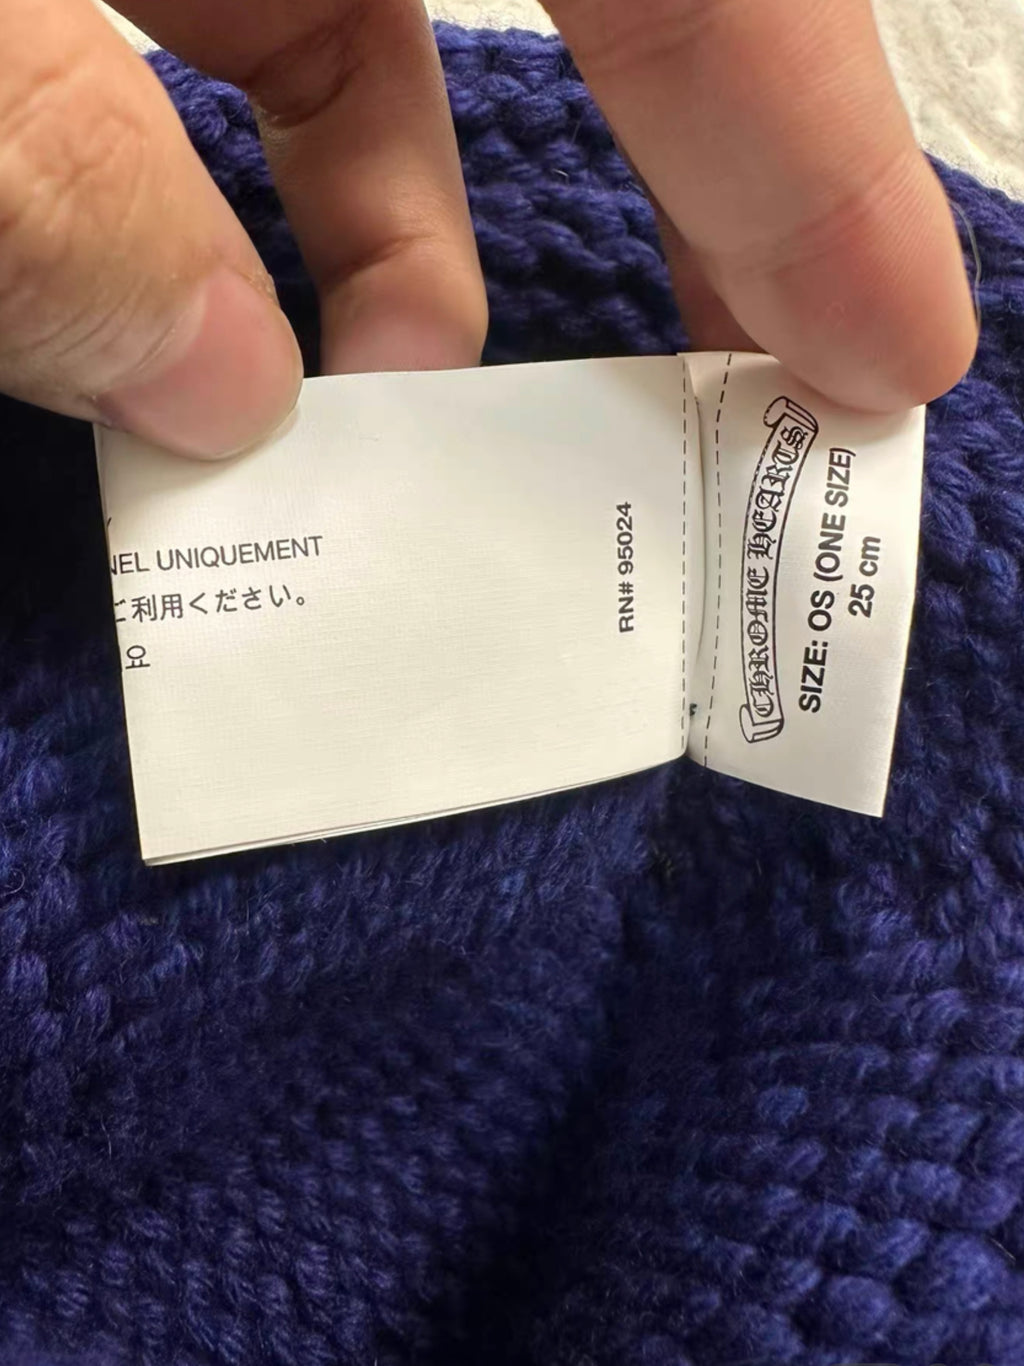 NEL UNIQUEMENT
ご利用ください。
RN# 95024
CHROME HEARTS
SIZE: OS (ONE SIZE)
25 cm